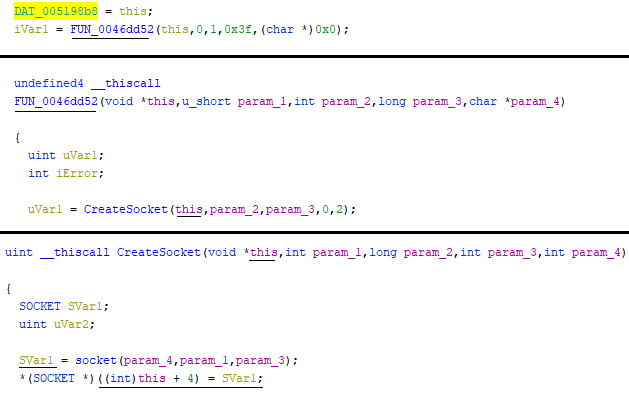 DAT_005198b8 = this;
iVar1 = FUN_0046dd52(this,0,1,0x3f,(char *)0x0);
undefined4 __thiscall
FUN_0046dd52(void *this,u_short param_1,int param_2,long param_3,char *param_4)
{
uint uVar1;
int iError;
uVar1 = CreateSocket(this,param_2,param_3,0,2);
uint __thiscall CreateSocket(void *this,int param_1,long param_2,int param_3,int param_4)
{
SOCKET SVar1;
uint uVar2;
SVar1 = socket(param_4,param_1,param_3);
*(SOCKET *)((int)this + 4) = SVar1;